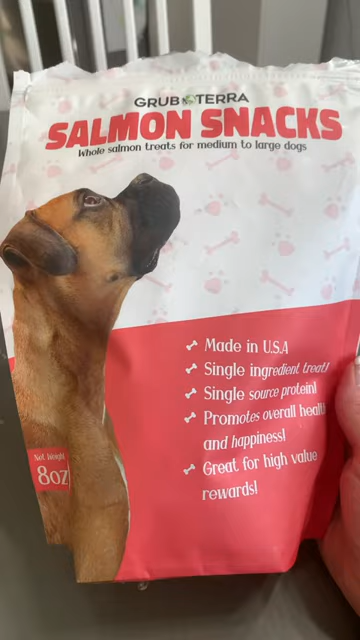 GRUB TERRA
SALMON SNACKS
Whole salmon treats for medium to large dogs
Made in U.S.A
Single ingredient treat!
Single source protein!
Promotes overall
and happiness!
Great for high value
rewards!
Net Weight
8oz